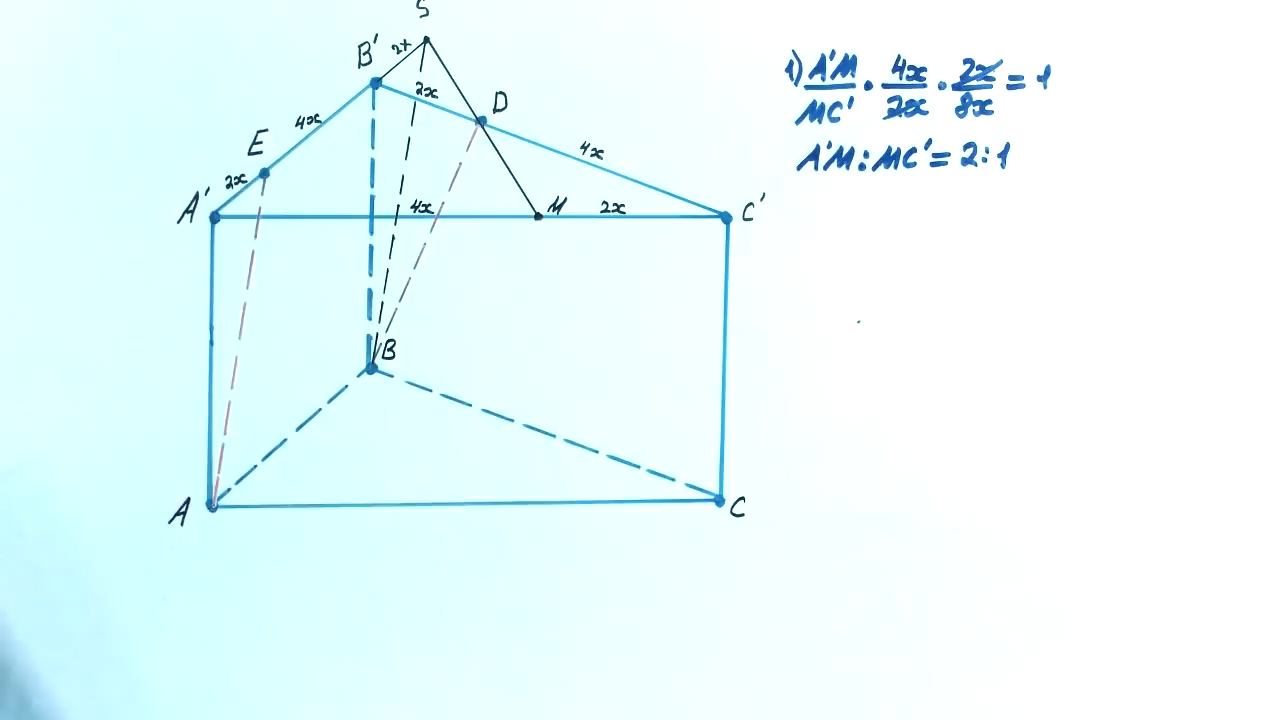 S
B'
2x
2x
D
4x
E
4x
2x
A'
4x
M
2x
C'
B
A
C
1) A'M/MC' · 4x/2x · 2x/8x = 1
A'M : MC' = 2 : 1